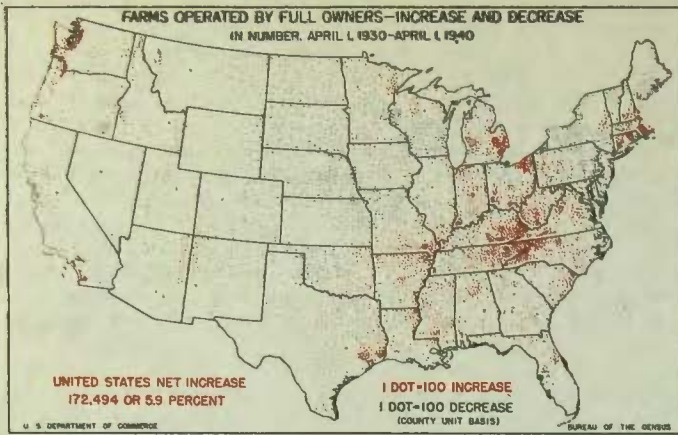 FARMS OPERATED BY FULL OWNERS—INCREASE AND DECREASE
IN NUMBER, APRIL 1, 1930—APRIL 1, 1940
UNITED STATES NET INCREASE
172,494 OR 5.9 PERCENT
1 DOT=100 INCREASE
1 DOT=100 DECREASE
(COUNTY UNIT BASIS)
U S DEPARTMENT OF COMMERCE
BUREAU OF THE CENSUS